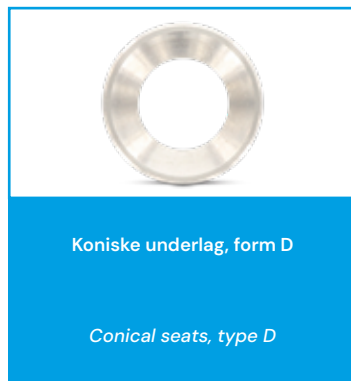 Koniske underlag, form D
Conical seats, type D